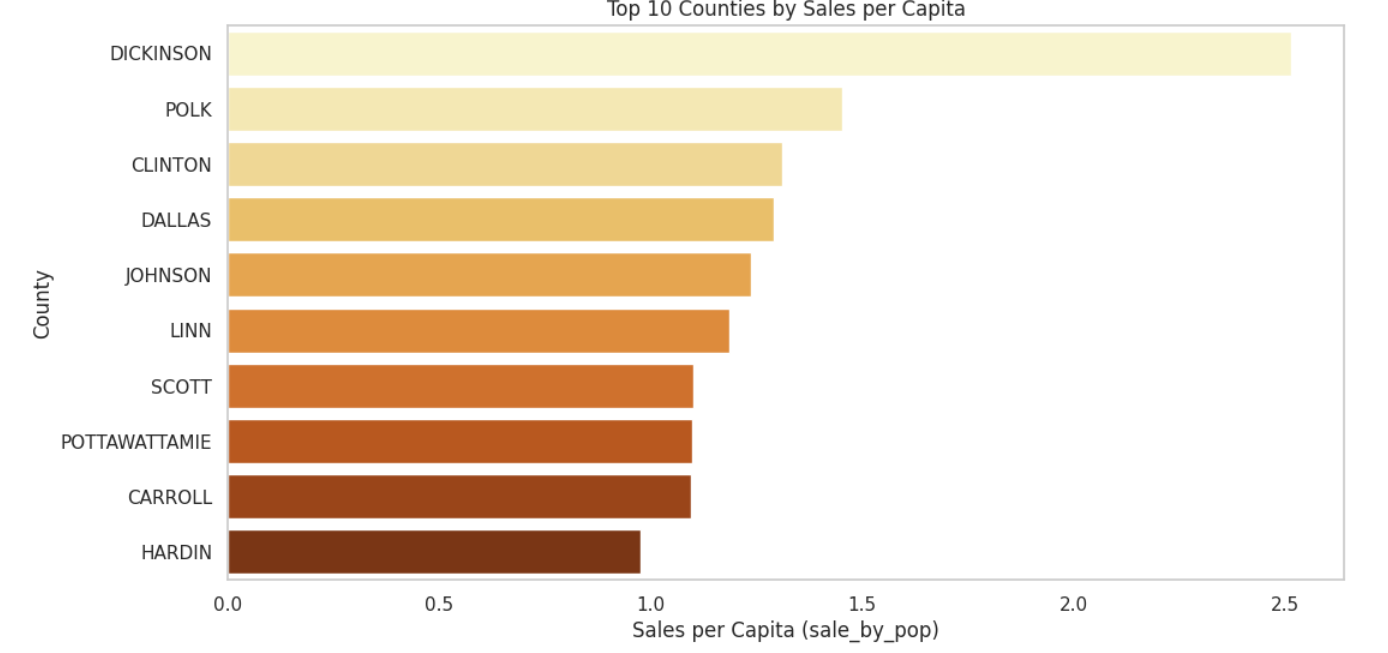 Top 10 Counties by Sales per Capita
DICKINSON
POLK
CLINTON
DALLAS
JOHNSON
LINN
SCOTT
POTTAWATTAMIE
CARROLL
HARDIN
County
0.0 0.5 1.0 1.5 2.0 2.5
Sales per Capita (sale_by_pop)